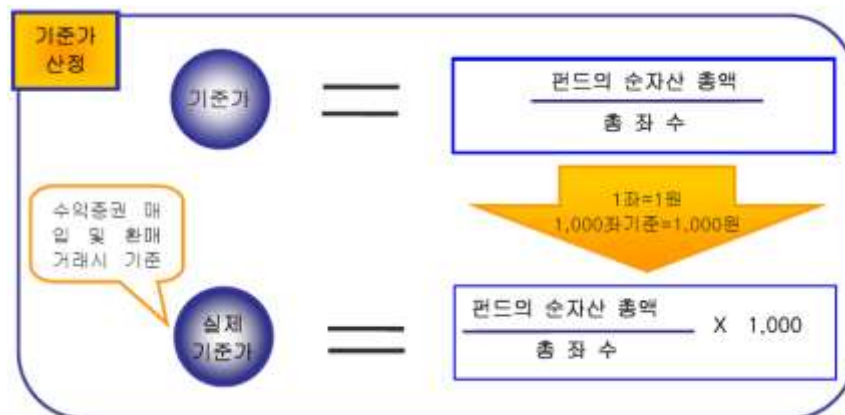 기준가
산정
기준가
펀드의 순자산 총액
총 좌 수
1좌=1원
1,000좌기준=1,000원
수익증권 매
입 및 환매
거래시 기준
실제
기준가
펀드의 순자산 총액
총 좌 수
X 1,000